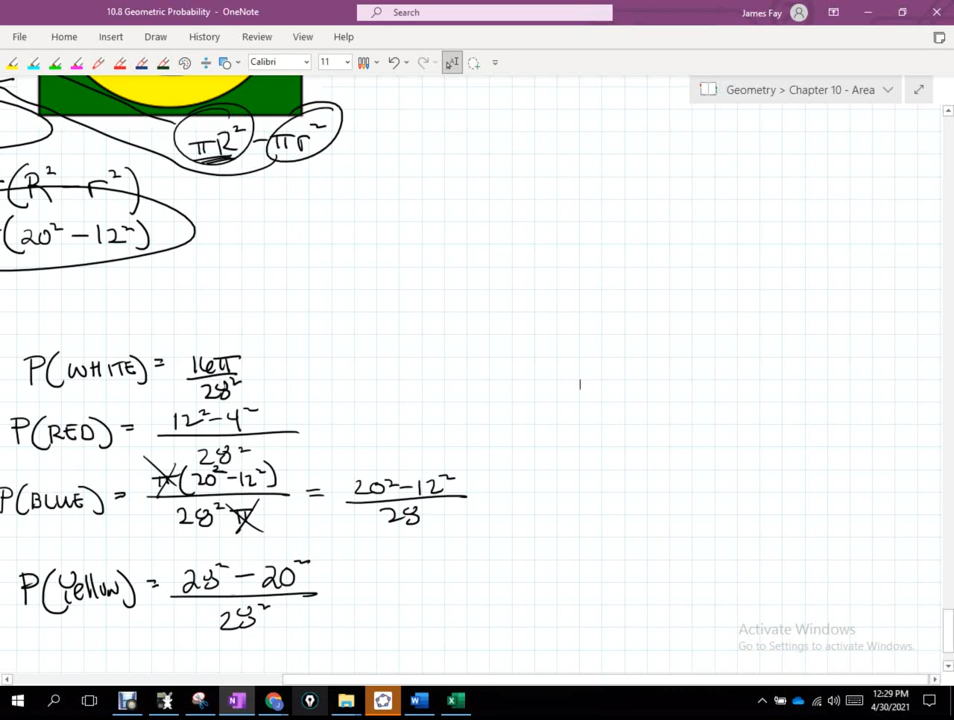 10.8 Geometric Probability - OneNote
Search
James Fay
File Home Insert Draw History Review View Help
Calibri 11
Geometry > Chapter 10 - Area
πR² - πr²
(R² - r²)
(20² - 12²)
P(WHITE) = 16π / 28²
P(RED) = 12² - 4² / 28²
P(BLUE) = π(20² - 12²) / 28² π = 20² - 12² / 28
P(Yellow) = 28² - 20² / 28²
Activate Windows
Go to Settings to activate Windows.
12:29 PM
4/30/2021